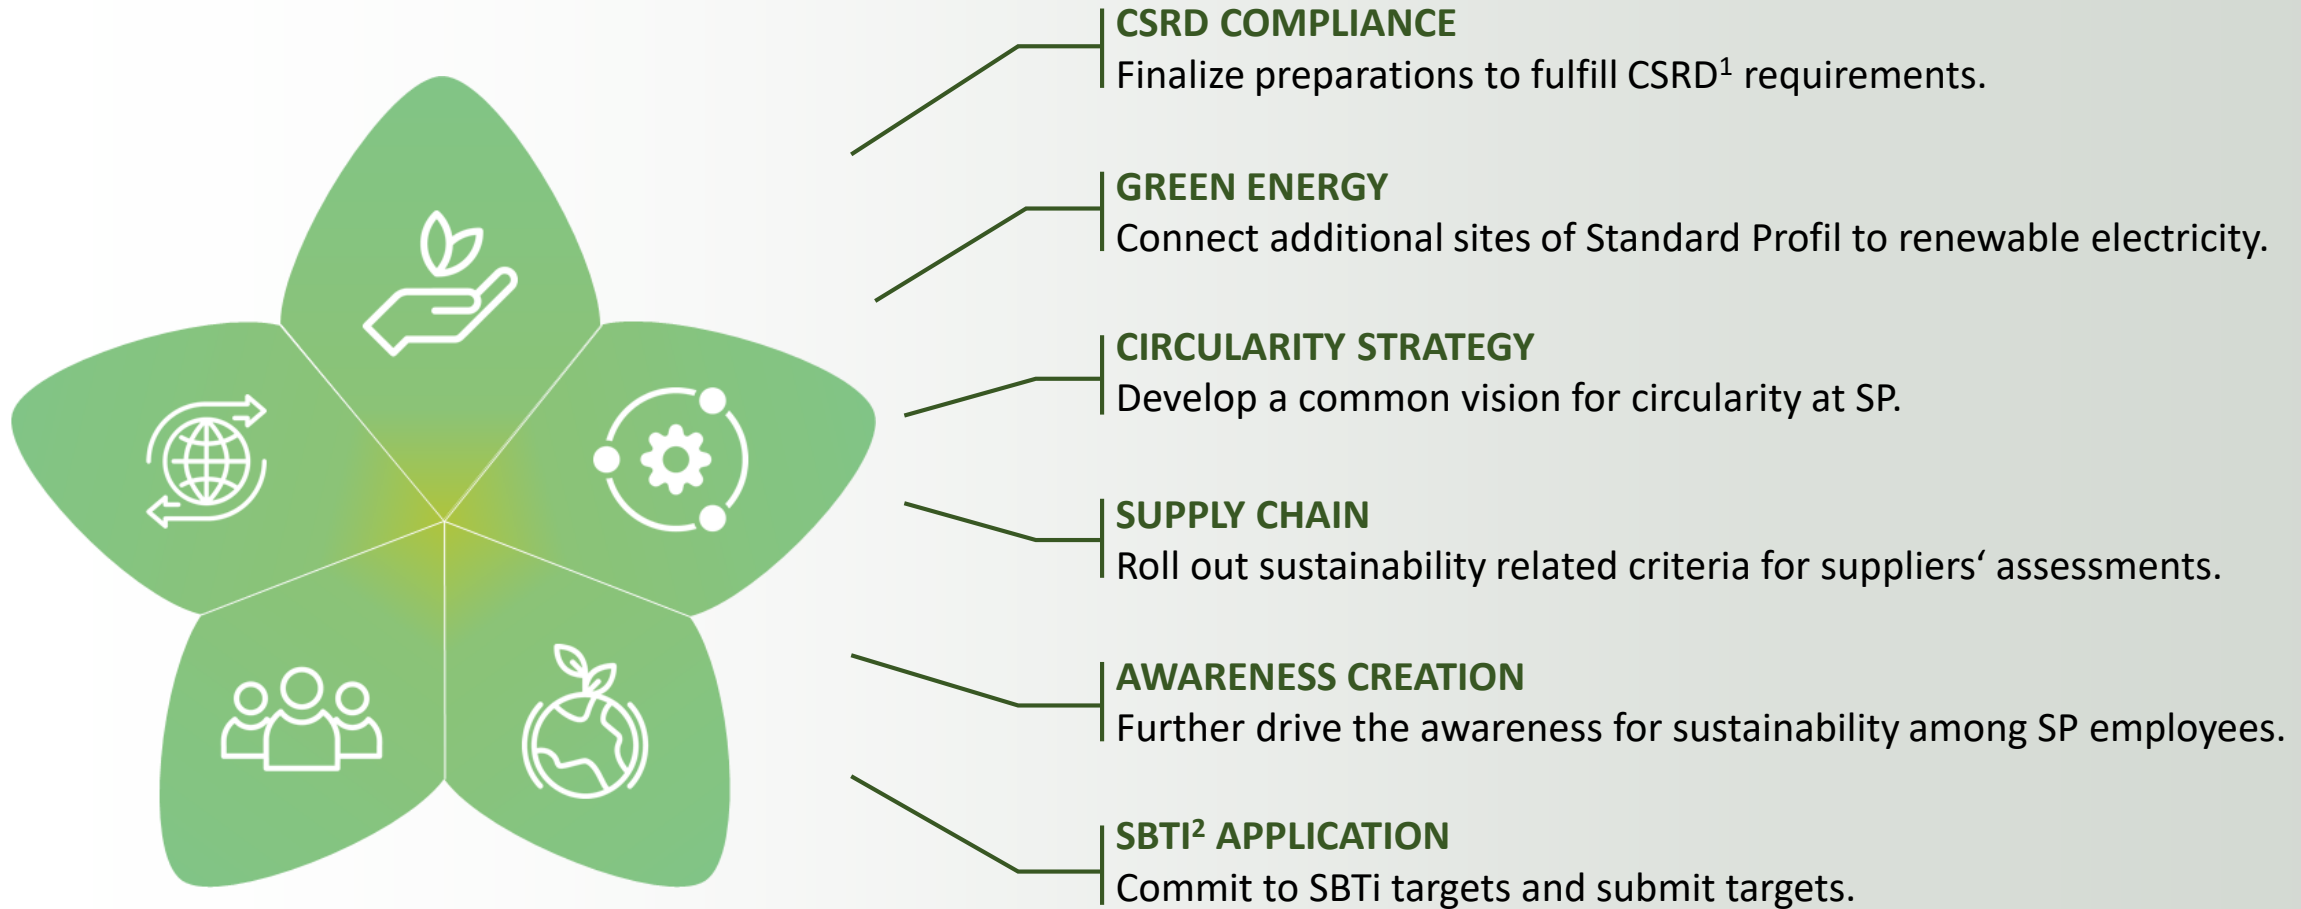 CSRD COMPLIANCE
Finalize preparations to fulfill CSRD¹ requirements.
GREEN ENERGY
Connect additional sites of Standard Profil to renewable electricity.
CIRCULARITY STRATEGY
Develop a common vision for circularity at SP.
SUPPLY CHAIN
Roll out sustainability related criteria for suppliers‘ assessments.
AWARENESS CREATION
Further drive the awareness for sustainability among SP employees.
SBTI² APPLICATION
Commit to SBTi targets and submit targets.